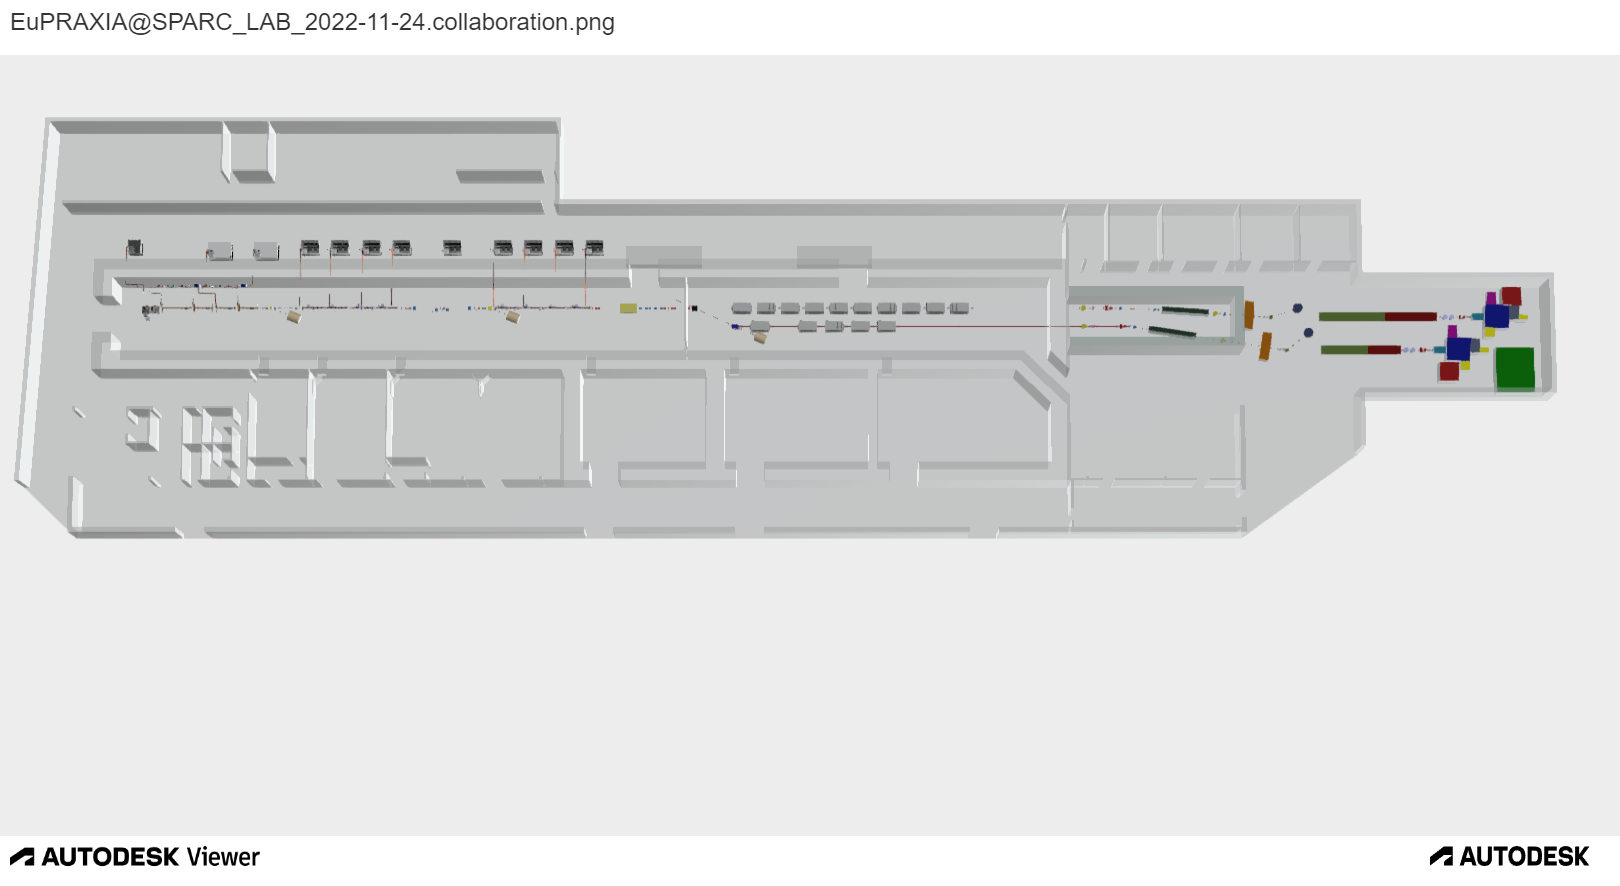 EuPRAXIA@SPARC_LAB_2022-11-24.collaboration.png
AUTODESK Viewer
AUTODESK